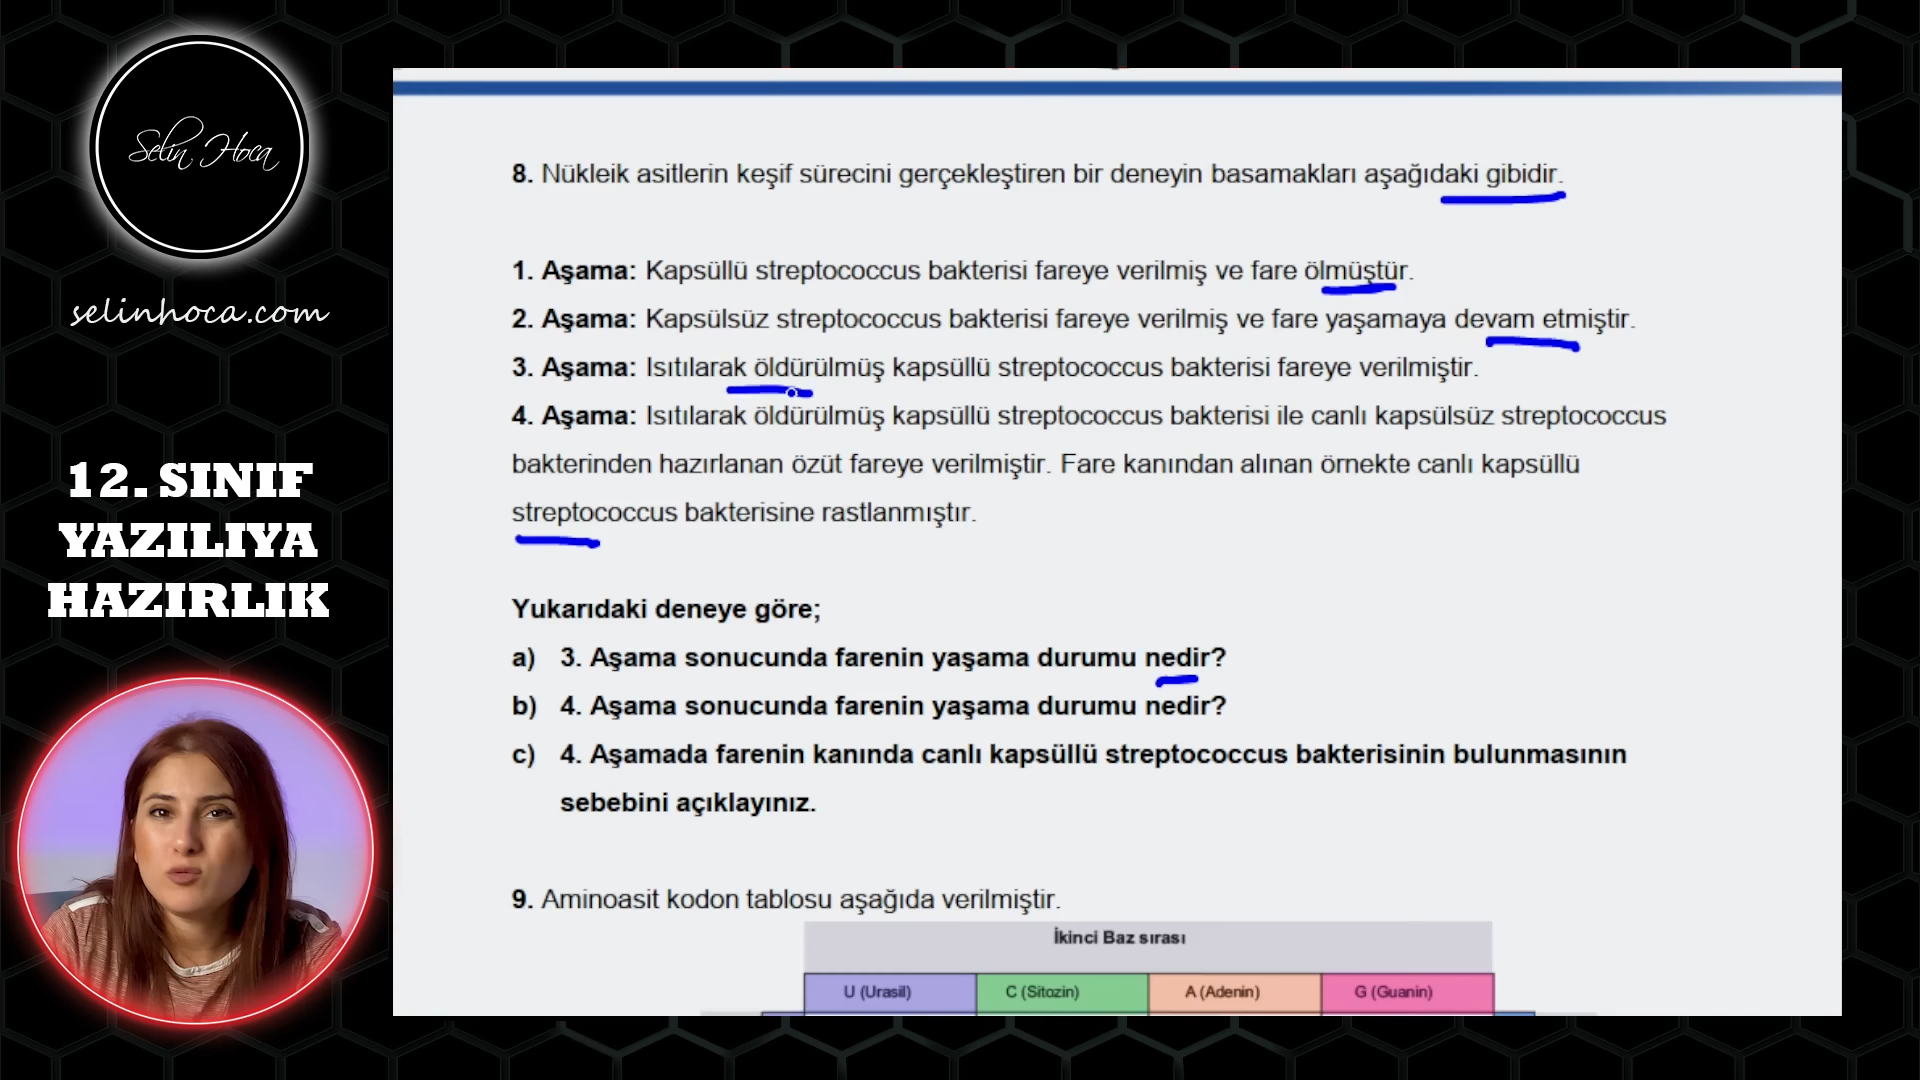 Selin Hoca
selinhoca.com
12. SINIF
YAZILIYA
HAZIRLIK
8. Nükleik asitlerin keşif sürecini gerçekleştiren bir deneyin basamakları aşağıdaki gibidir.
1. Aşama: Kapsüllü streptococcus bakterisi fareye verilmiş ve fare ölmüştür.
2. Aşama: Kapsülsüz streptococcus bakterisi fareye verilmiş ve fare yaşamaya devam etmiştir.
3. Aşama: Isıtılarak öldürülmüş kapsüllü streptococcus bakterisi fareye verilmiştir.
4. Aşama: Isıtılarak öldürülmüş kapsüllü streptococcus bakterisi ile canlı kapsülsüz streptococcus
bakterinden hazırlanan özüt fareye verilmiştir. Fare kanından alınan örnekte canlı kapsüllü
streptococcus bakterisine rastlanmıştır.
Yukarıdaki deneye göre;
a) 3. Aşama sonucunda farenin yaşama durumu nedir?
b) 4. Aşama sonucunda farenin yaşama durumu nedir?
c) 4. Aşamada farenin kanında canlı kapsüllü streptococcus bakterisinin bulunmasının
sebebini açıklayınız.
9. Aminoasit kodon tablosu aşağıda verilmiştir.
İkinci Baz sırası
U (Urasil) C (Sitozin) A (Adenin) G (Guanin)